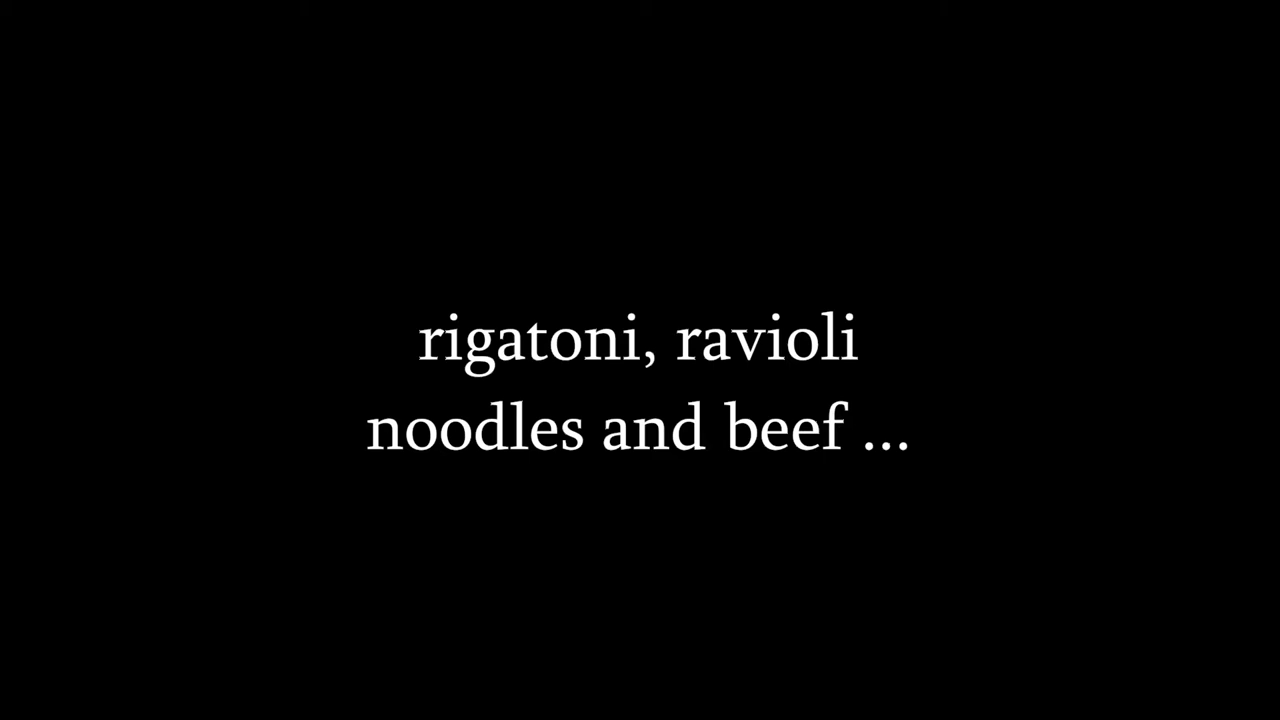 rigatoni, ravioli
noodles and beef ...